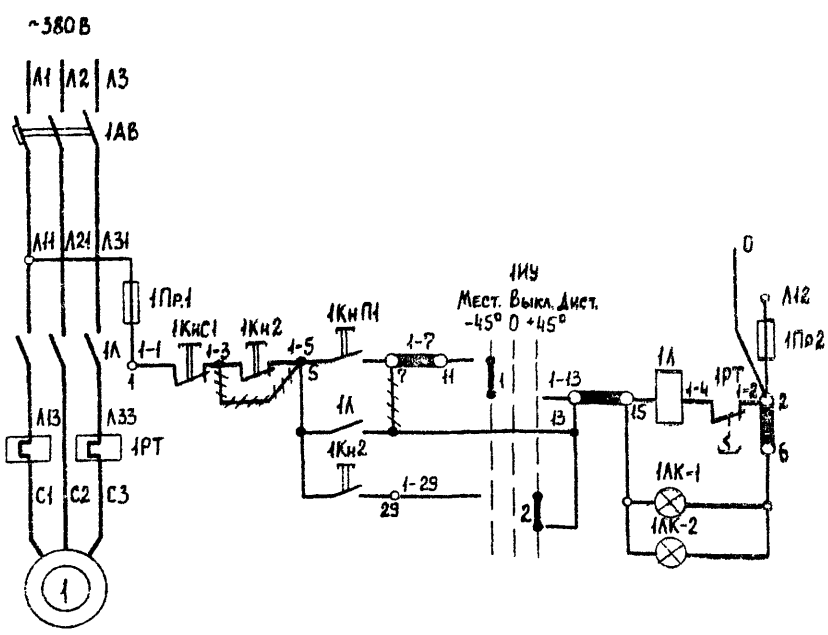 ~380В
Л1 Л2 Л3
1АВ
Л11 Л21 Л31
0
1Пр.1
1ИУ
Мест. Выкл. Дист.
-45° 0 +45°
Л12
1Пр2
1КнС1
1Кн2
1КнП1
1Л
1-1
1-3
1-5
1-7
1
5
7
11
1
1-13
1Л
1-4
1РТ
1-2
2
1Л
13
15
Л13 Л33
1РТ
1Кн2
6
С1 С2 С3
1-29
29
2
1ЛК-1
1ЛК-2
1